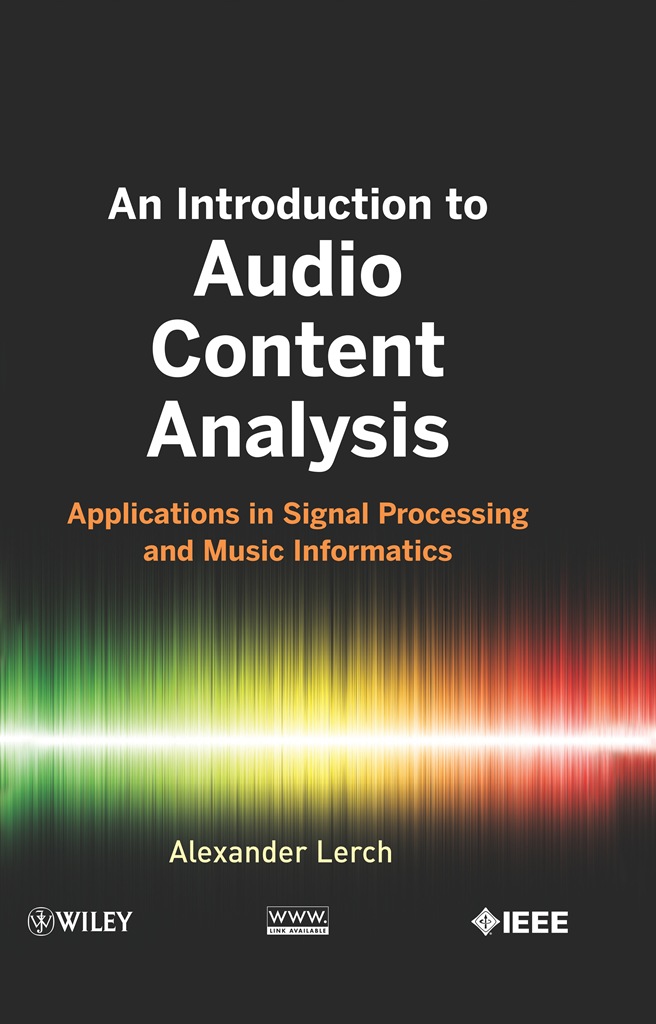 An Introduction to
Audio
Content
Analysis
Applications in Signal Processing
and Music Informatics
Alexander Lerch
WILEY
WWW.
LINK AVAILABLE
IEEE